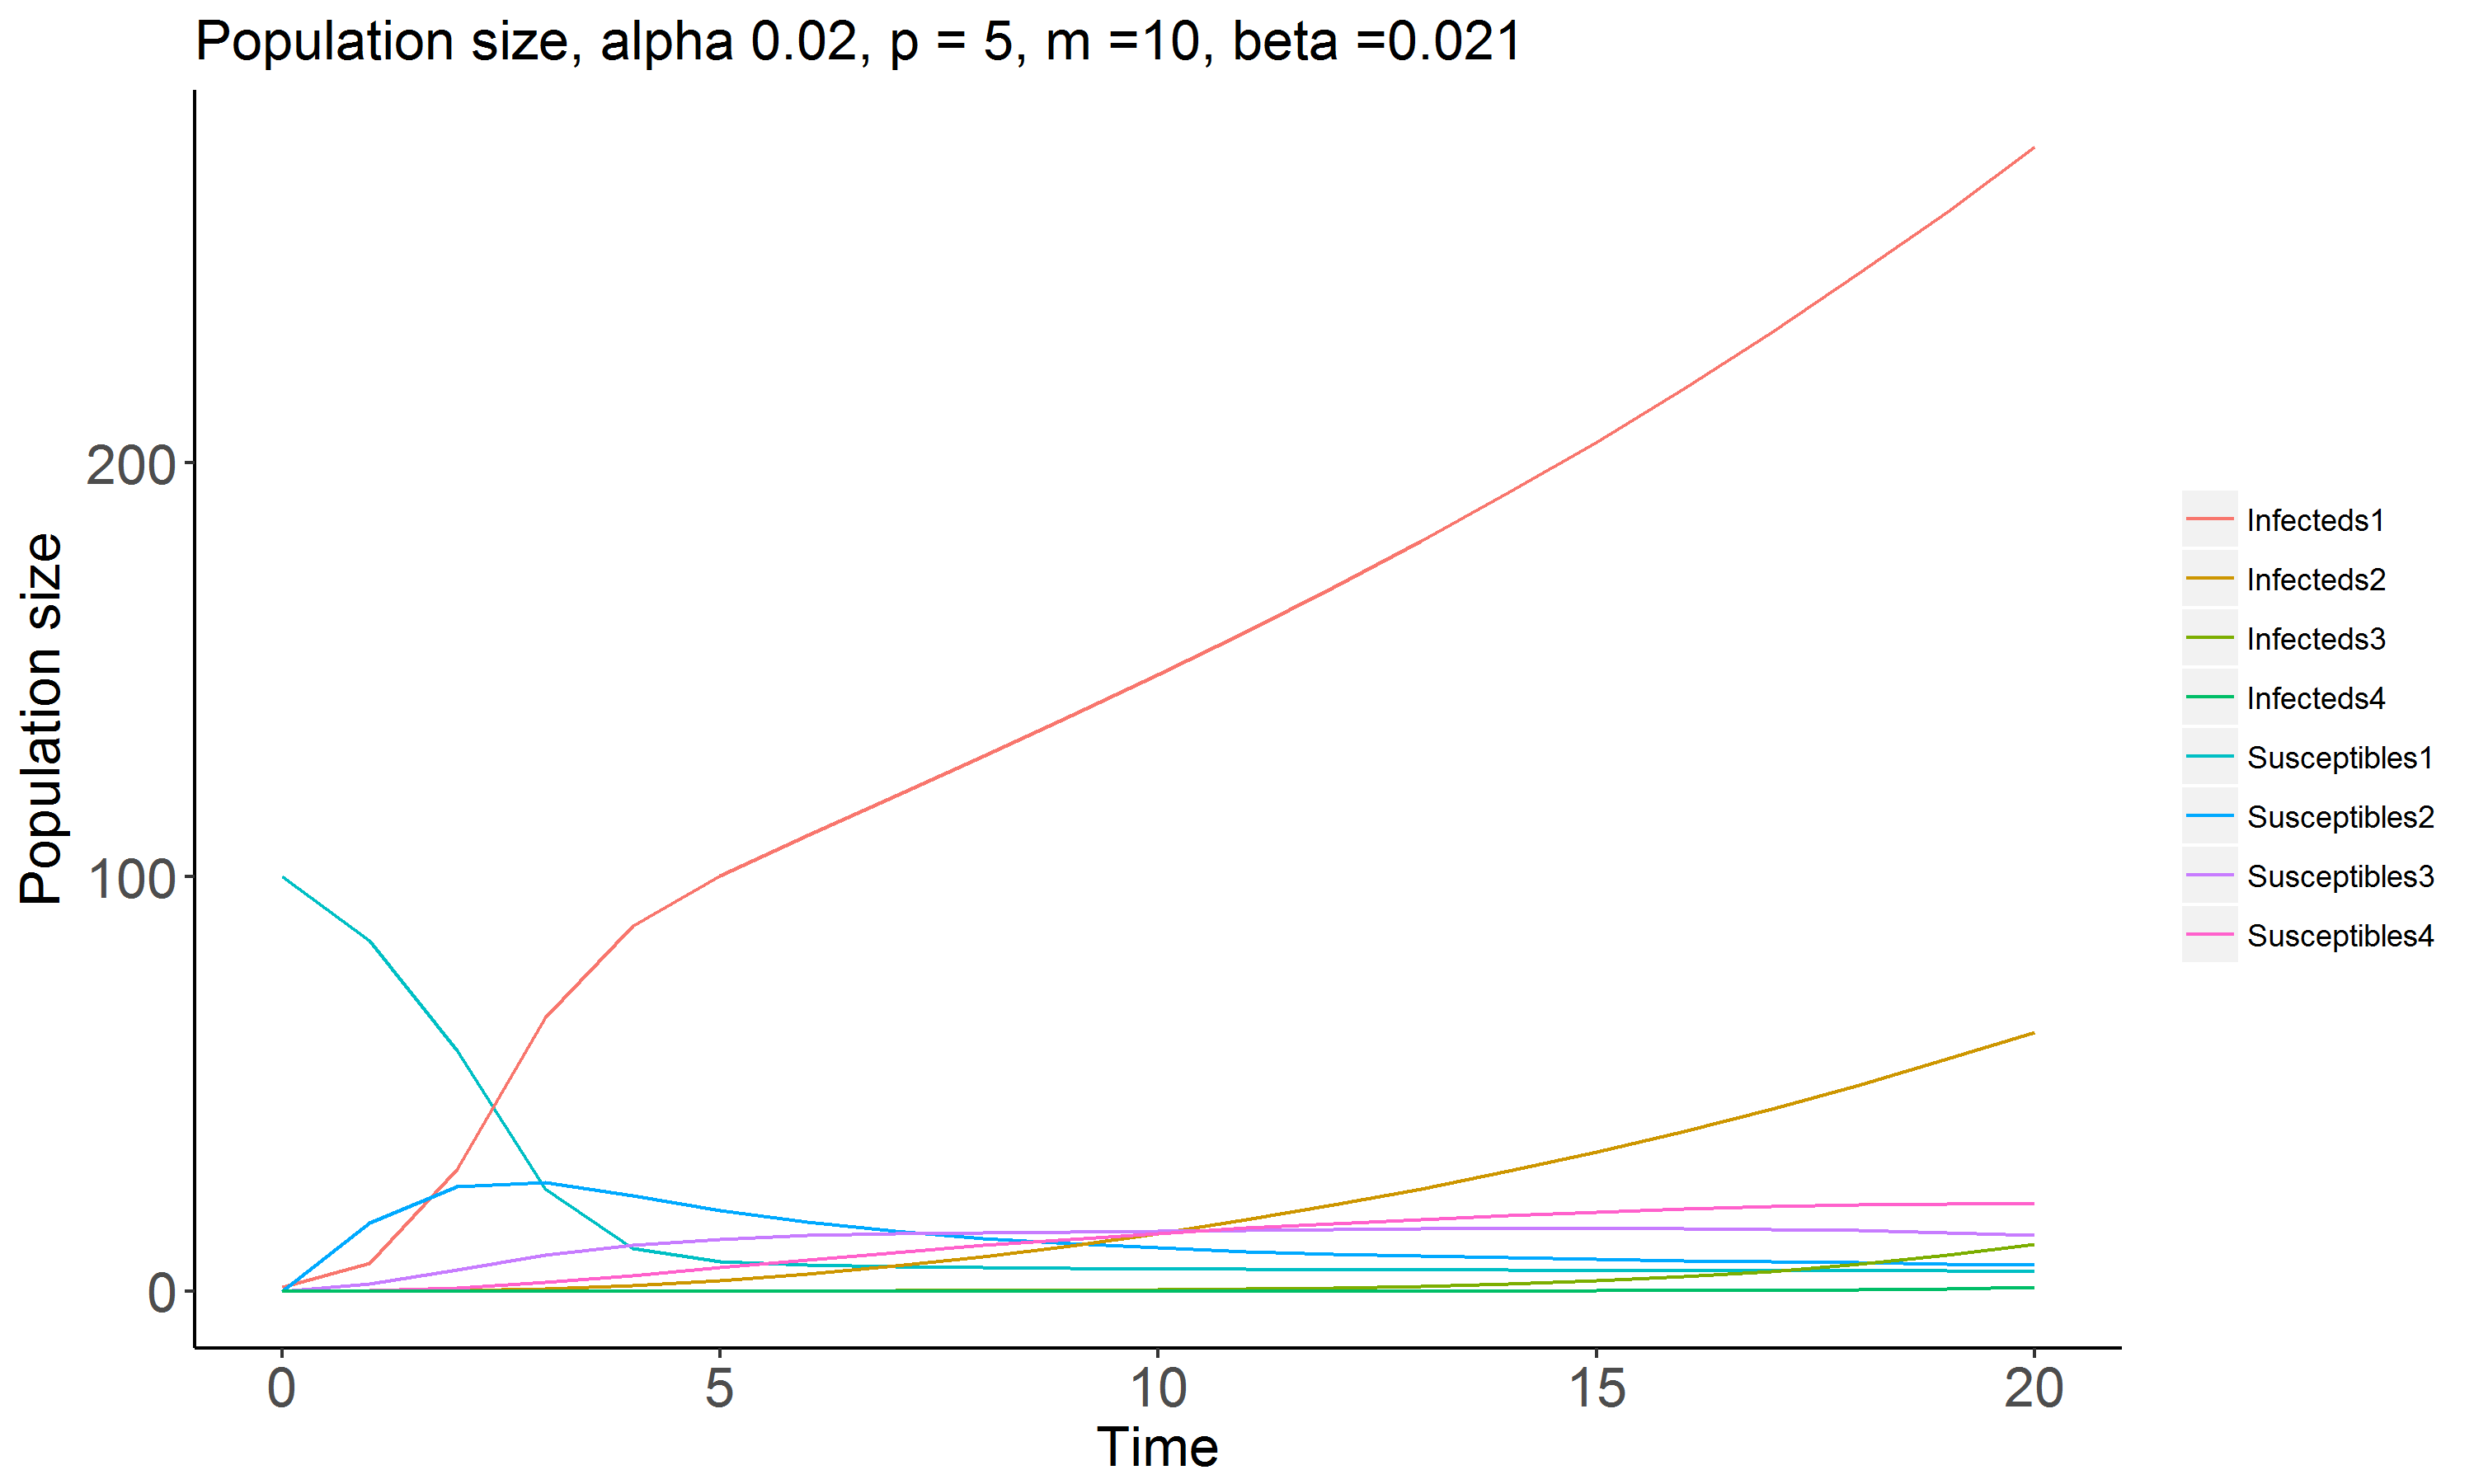 Population size, alpha 0.02, p = 5, m =10, beta =0.021
Population size
200
100
0
0 5 10 15 20
Time
Infecteds1
Infecteds2
Infecteds3
Infecteds4
Susceptibles1
Susceptibles2
Susceptibles3
Susceptibles4